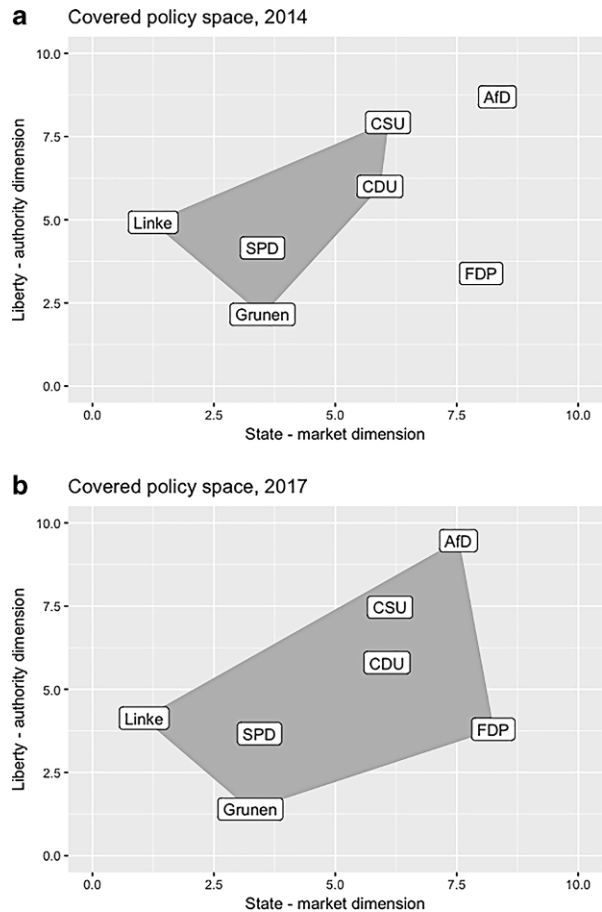 a
Covered policy space, 2014
Liberty - authority dimension
10.0
7.5
5.0
2.5
0.0
AfD
CSU
CDU
Linke
SPD
FDP
Grunen
0.0 2.5 5.0 7.5 10.0
State - market dimension
b
Covered policy space, 2017
Liberty - authority dimension
10.0
7.5
5.0
2.5
0.0
AfD
CSU
CDU
Linke
SPD
FDP
Grunen
0.0 2.5 5.0 7.5 10.0
State - market dimension